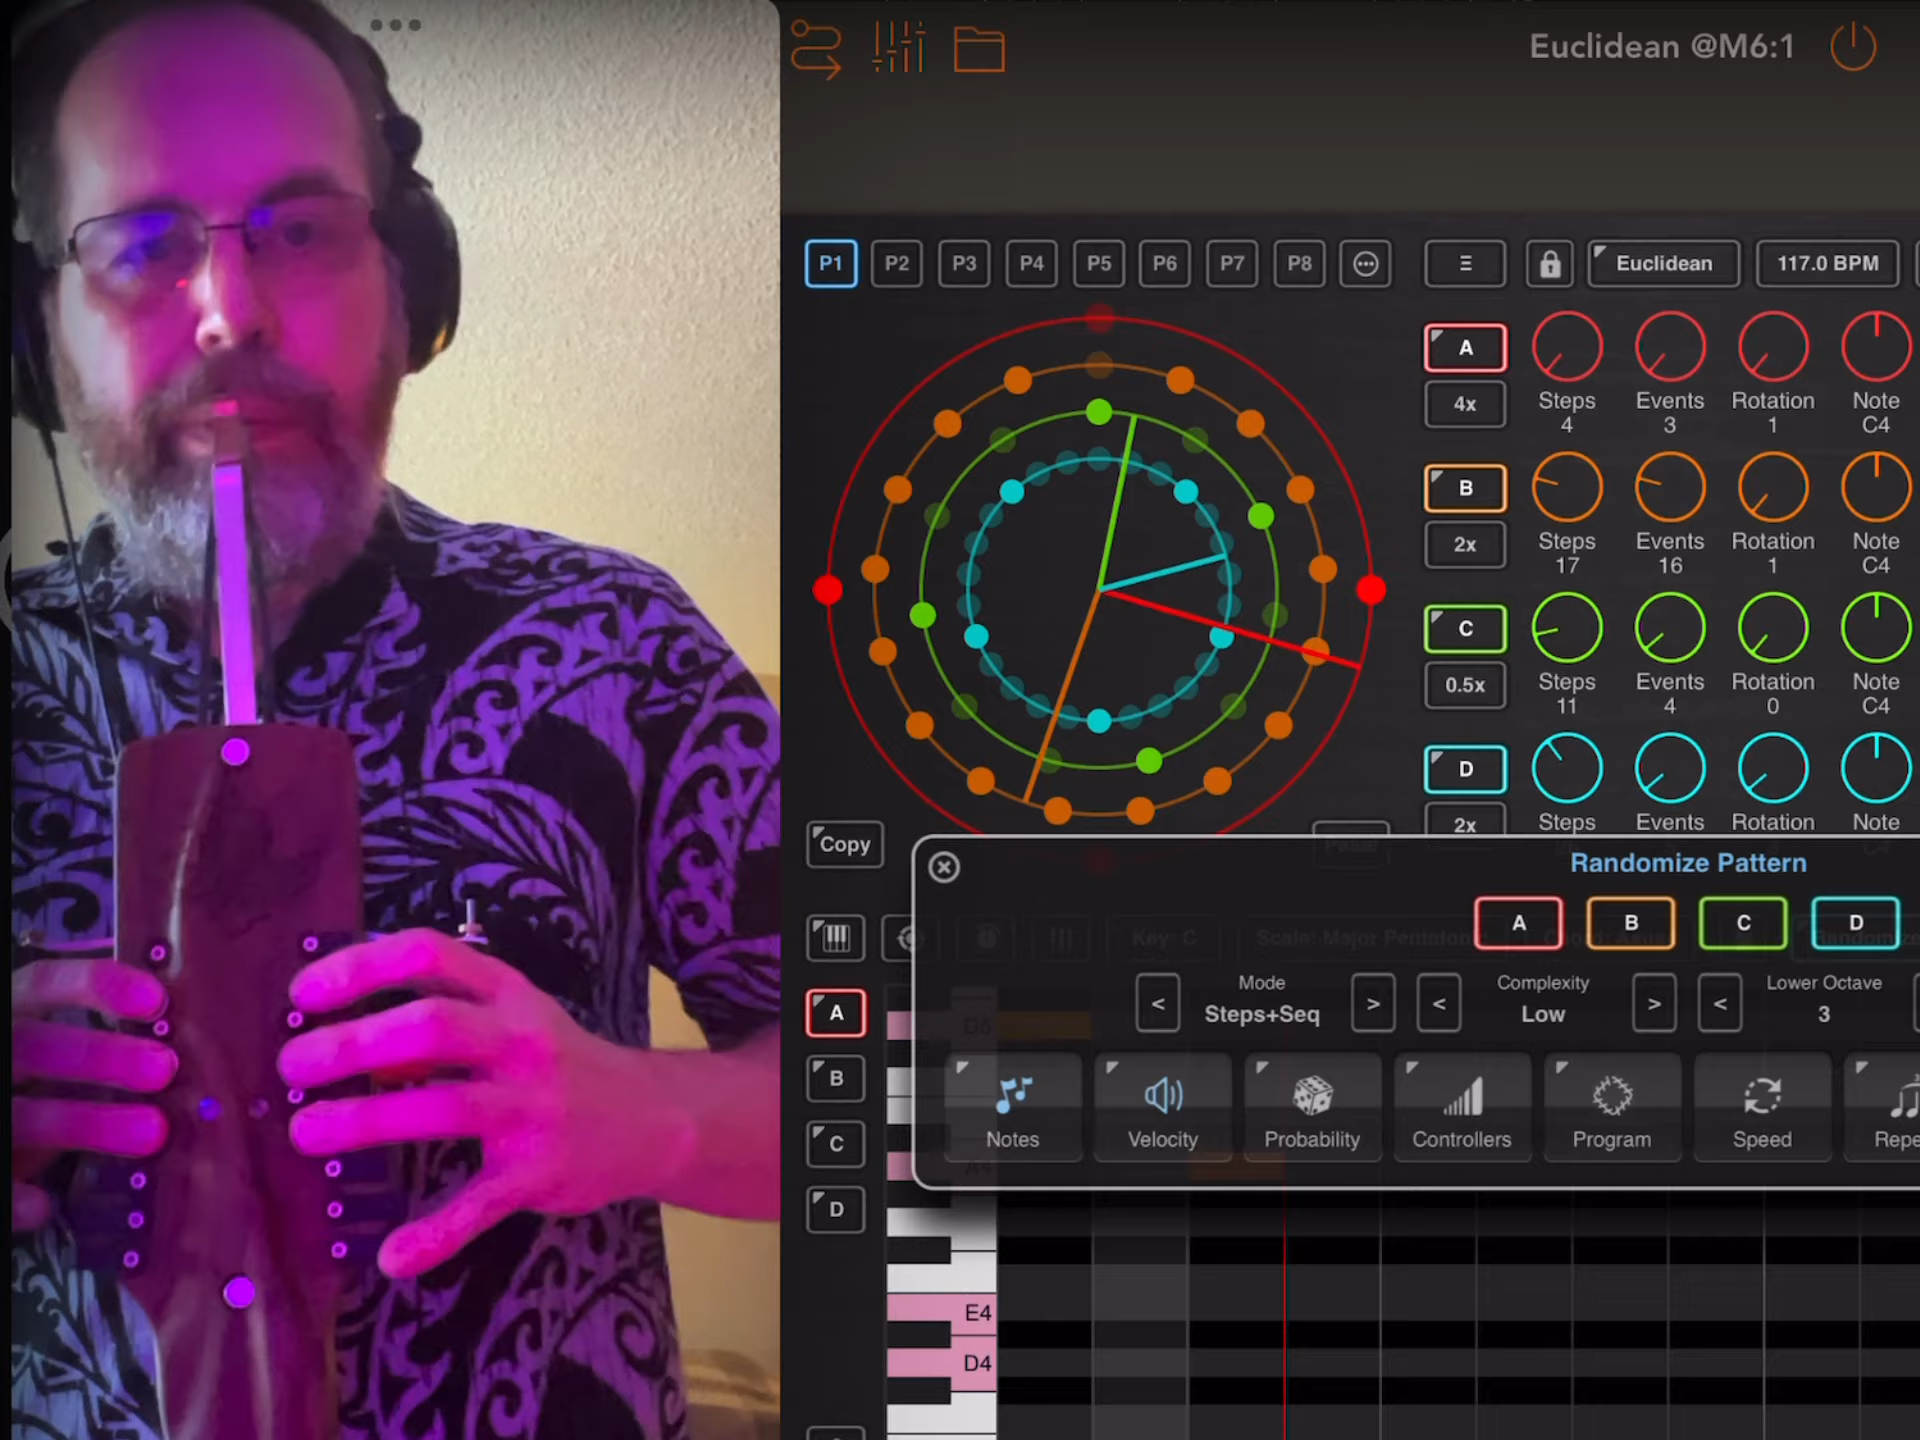 Euclidean @M6:1
P1 P2 P3 P4 P5 P6 P7 P8 Euclidean 117.0 BPM
A Steps 4 Events 3 Rotation 1 Note C4
4x
B Steps 17 Events 16 Rotation 1 Note C4
2x
C Steps 11 Events 4 Rotation 0 Note C4
0.5x
D Steps Events Rotation Note
2x
Copy
Randomize Pattern
A B C D
Key: C
Mode Complexity Lower Octave
< Steps+Seq > < Low > < 3
Notes Velocity Probability Controllers Program Speed
A
B
C
D
E4
D4